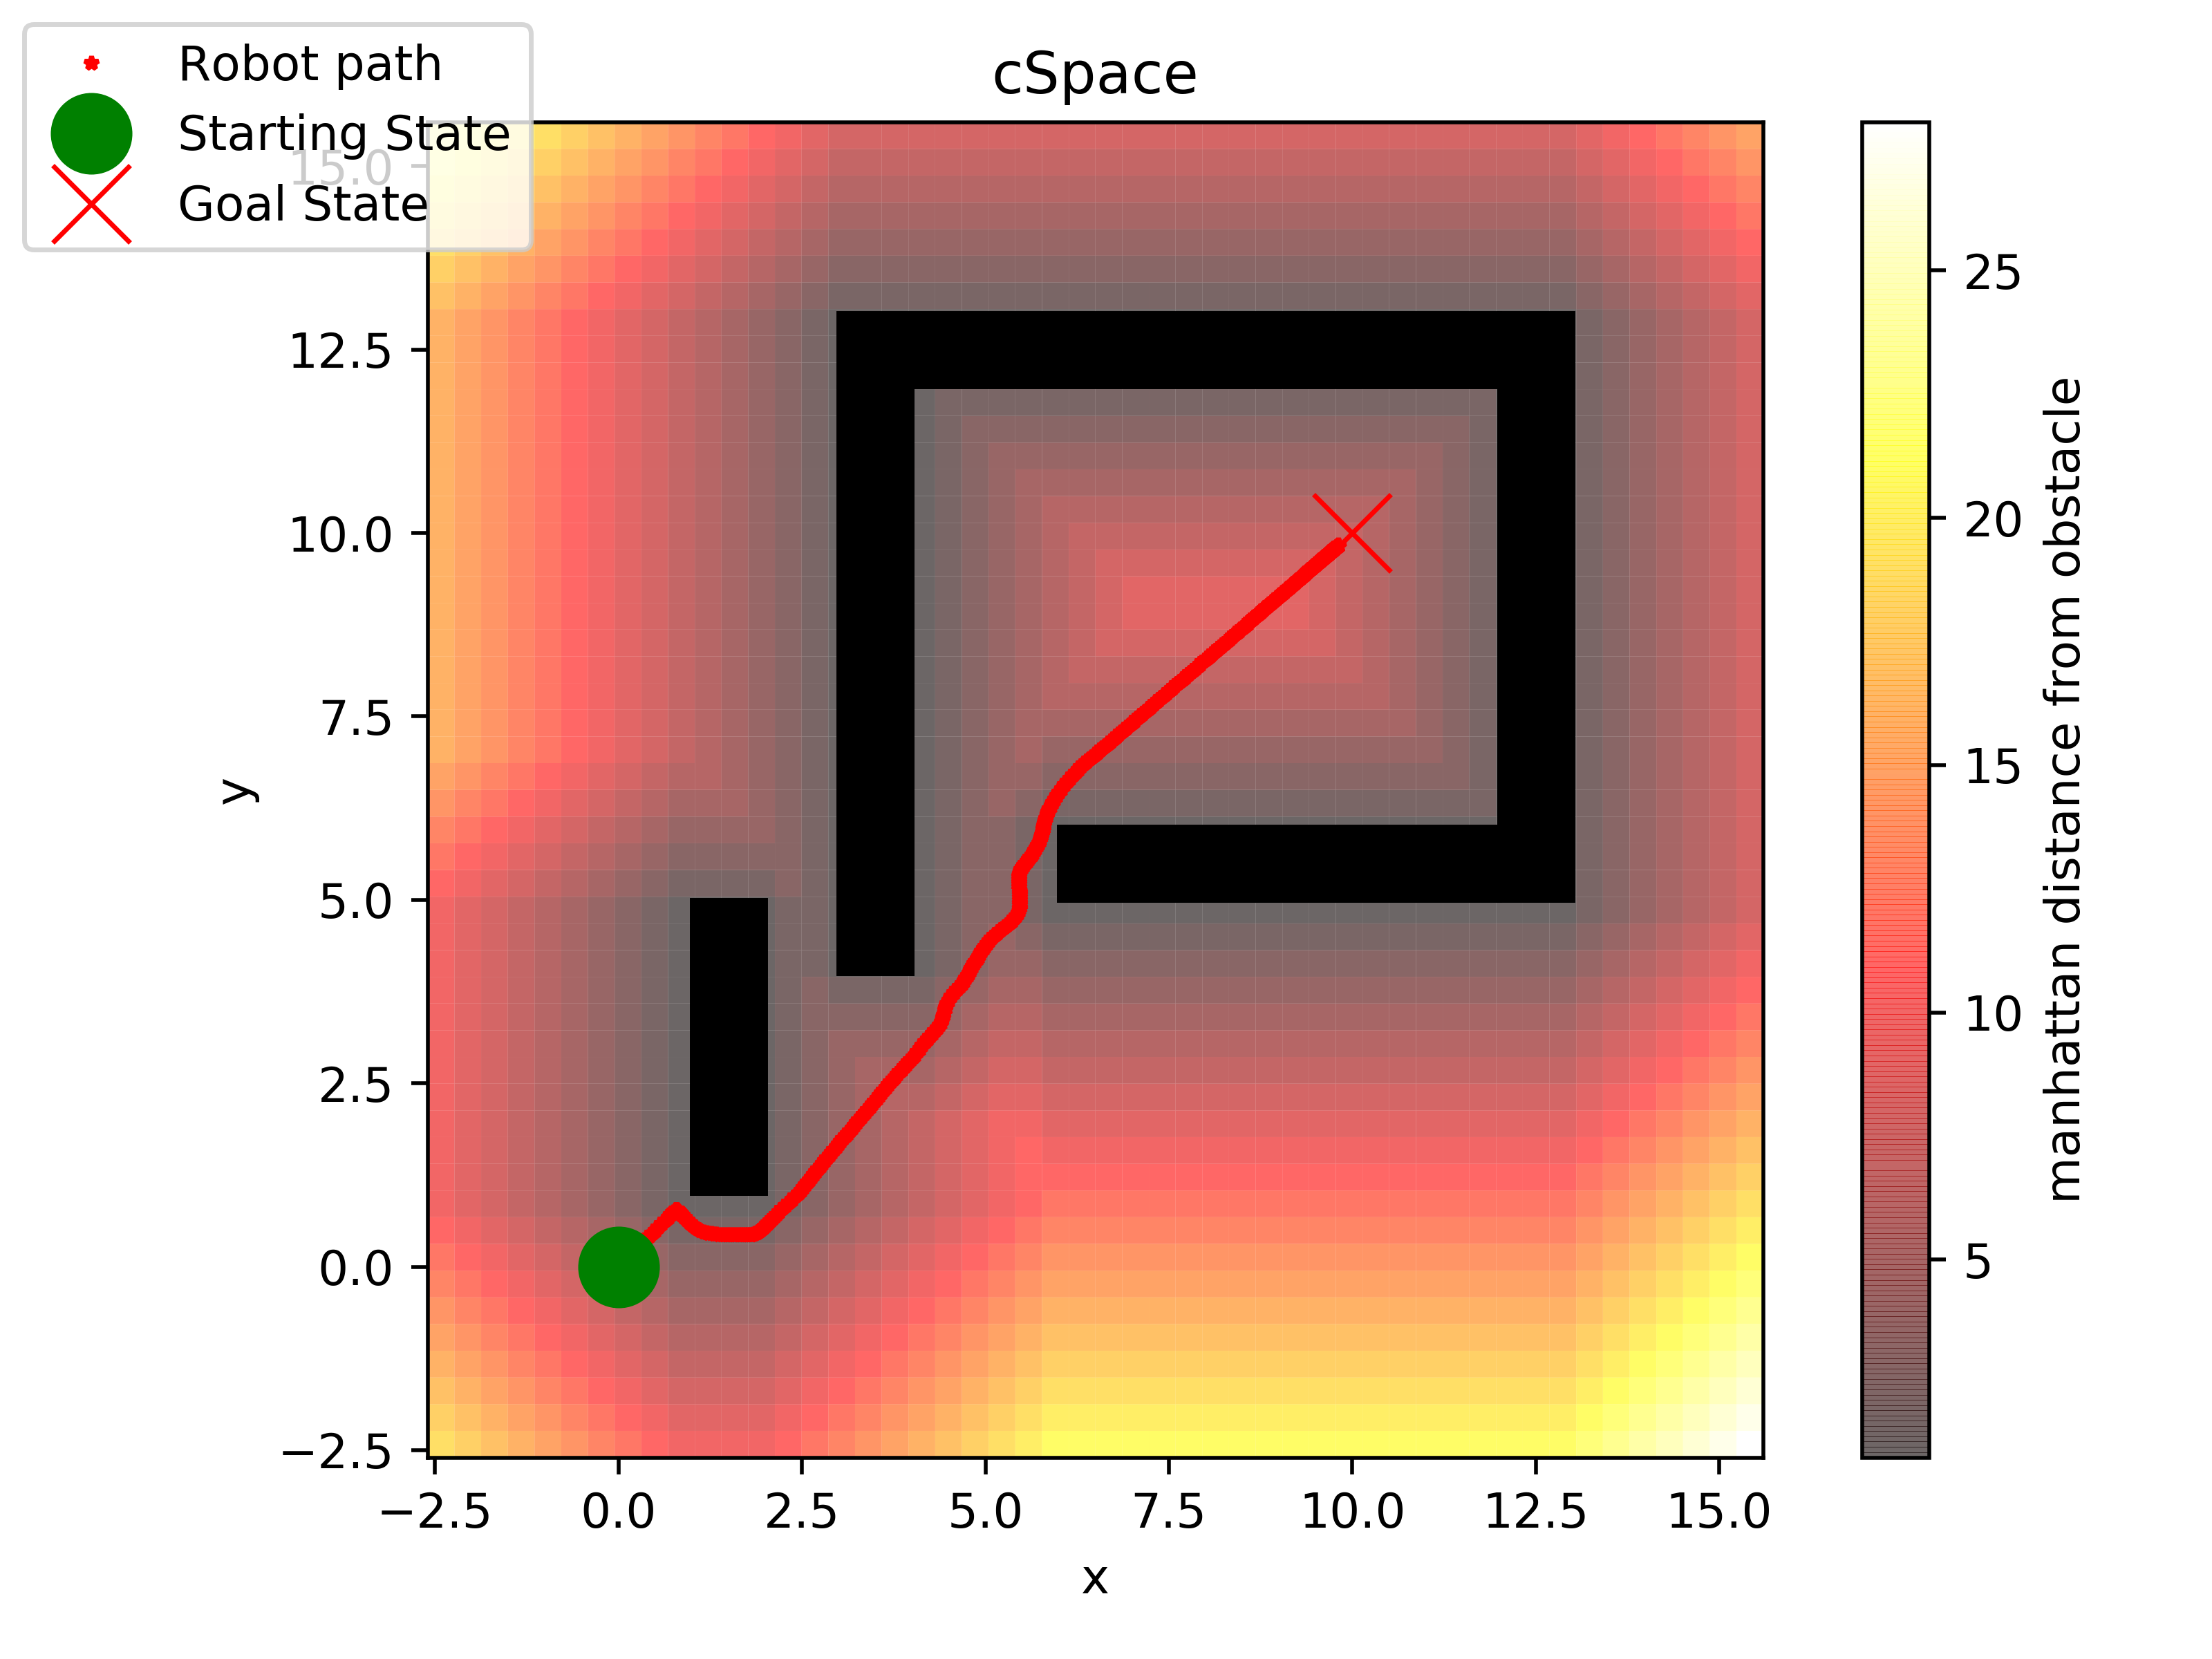 cSpace
Robot path
Starting State
Goal State
15.0
12.5
10.0
7.5
5.0
2.5
0.0
−2.5
y
−2.5 0.0 2.5 5.0 7.5 10.0 12.5 15.0
x
25
20
15
10
5
manhattan distance from obstacle